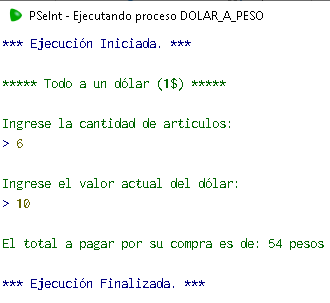 PSeInt - Ejecutando proceso DOLAR_A_PESO
*** Ejecución Iniciada. ***
***** Todo a un dólar (1$) *****
Ingrese la cantidad de articulos:
> 6
Ingrese el valor actual del dólar:
> 10
El total a pagar por su compra es de: 54 pesos
*** Ejecución Finalizada. ***